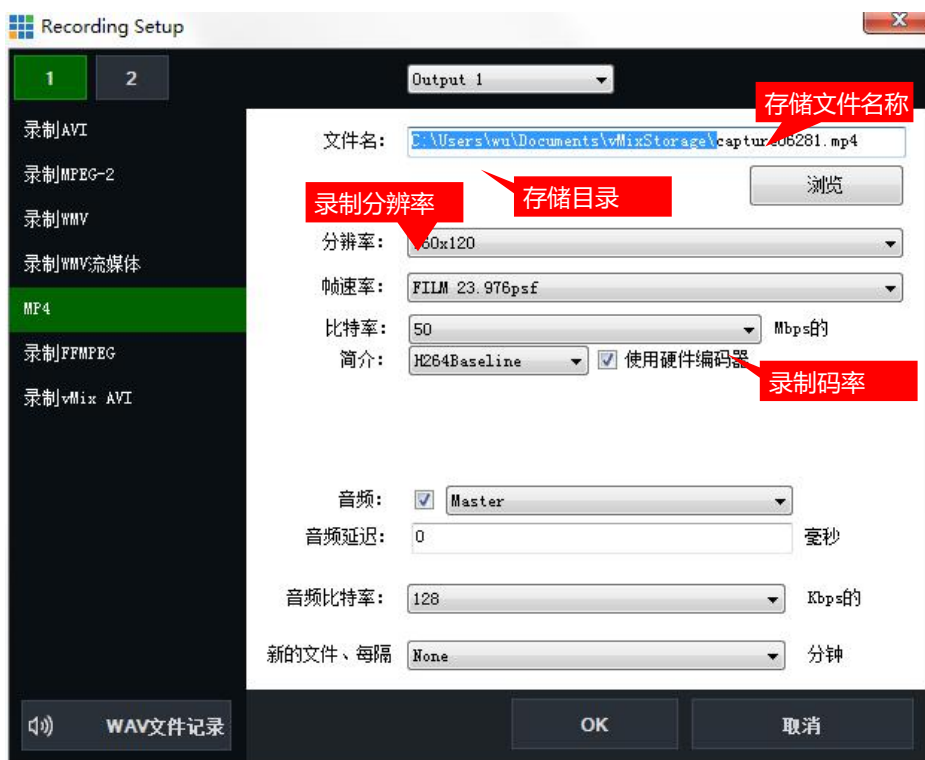 Recording Setup
1
2
Output 1
存储文件名称
录制AVI
文件名:
C:\Users\wu\Documents\vMixStorage\capture06281.mp4
录制MPEG-2
浏览
存储目录
录制分辨率
录制WMV
分辨率:
160x120
录制WMV流媒体
帧速率:
FILM 23.976psf
MP4
比特率:
50
Mbps的
录制FFMPEG
简介:
H264Baseline
使用硬件编码器
录制码率
录制vMix AVI
音频:
Master
音频延迟:
0
毫秒
音频比特率:
128
Kbps的
新的文件、每隔
None
分钟
WAV文件记录
OK
取消